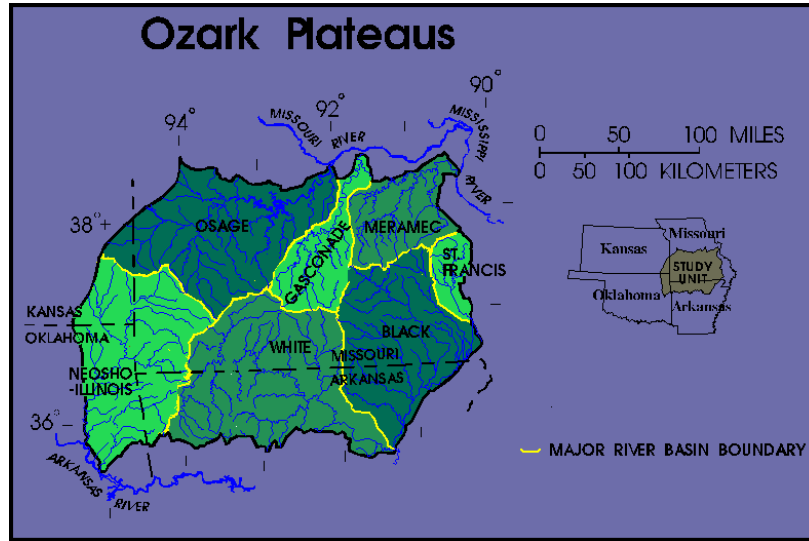 Ozark Plateaus
94°
92°
90°
MISSOURI
RIVER
MISSISSIPPI
RIVER
0 50 100 MILES
0 50 100 KILOMETERS
38°
OSAGE
MERAMEC
GASCONADE
ST.
FRANCIS
KANSAS
OKLAHOMA
NEOSHO
-ILLINOIS
WHITE
BLACK
MISSOURI
ARKANSAS
36°
ARKANSAS
RIVER
Missouri
Kansas
STUDY
UNIT
Oklahoma
Arkansas
MAJOR RIVER BASIN BOUNDARY